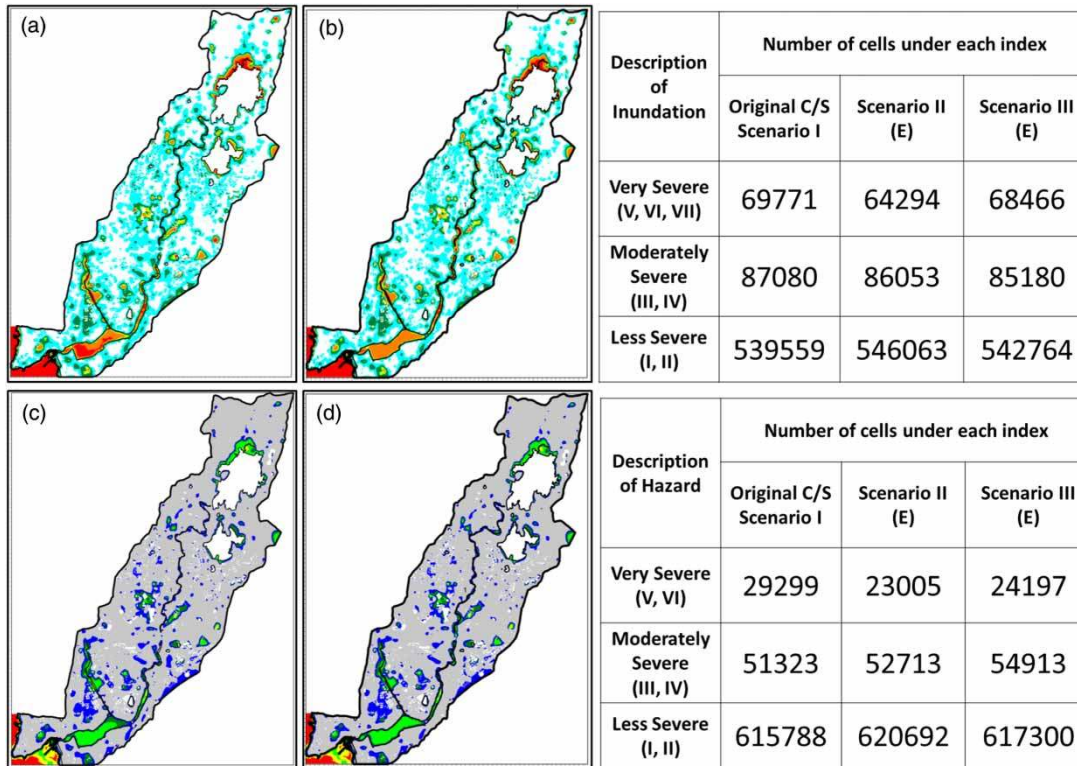 (a)
(b)
Description
of
Inundation
Number of cells under each index
Original C/S
Scenario I
Scenario II
(E)
Scenario III
(E)
Very Severe
(V, VI, VII)
69771
64294
68466
Moderately
Severe
(III, IV)
87080
86053
85180
Less Severe
(I, II)
539559
546063
542764
(c)
(d)
Description
of Hazard
Number of cells under each index
Original C/S
Scenario I
Scenario II
(E)
Scenario III
(E)
Very Severe
(V, VI)
29299
23005
24197
Moderately
Severe
(III, IV)
51323
52713
54913
Less Severe
(I, II)
615788
620692
617300